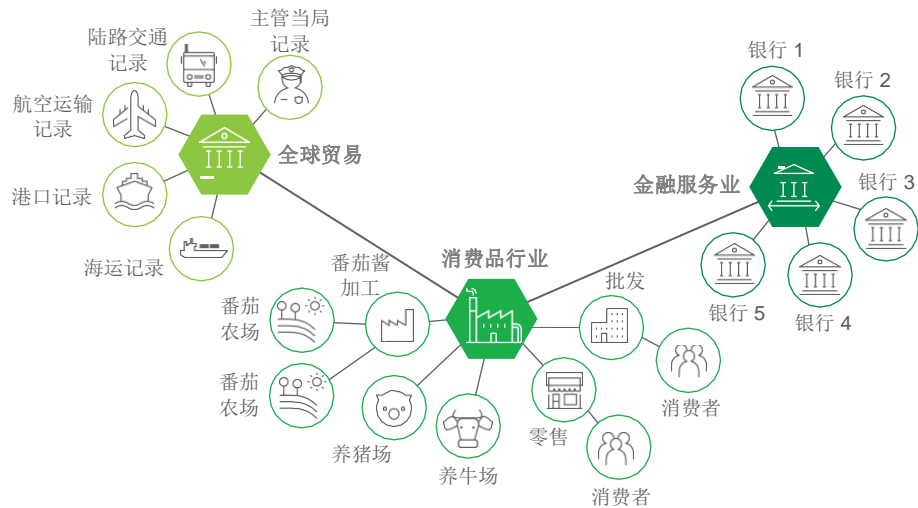 主管当局
记录
陆路交通
记录
航空运输
记录
港口记录
海运记录
全球贸易
银行 1
银行 2
金融服务业
银行 3
银行 5
银行 4
消费品行业
番茄酱
加工
番茄
农场
番茄
农场
养猪场
养牛场
批发
消费者
零售
消费者